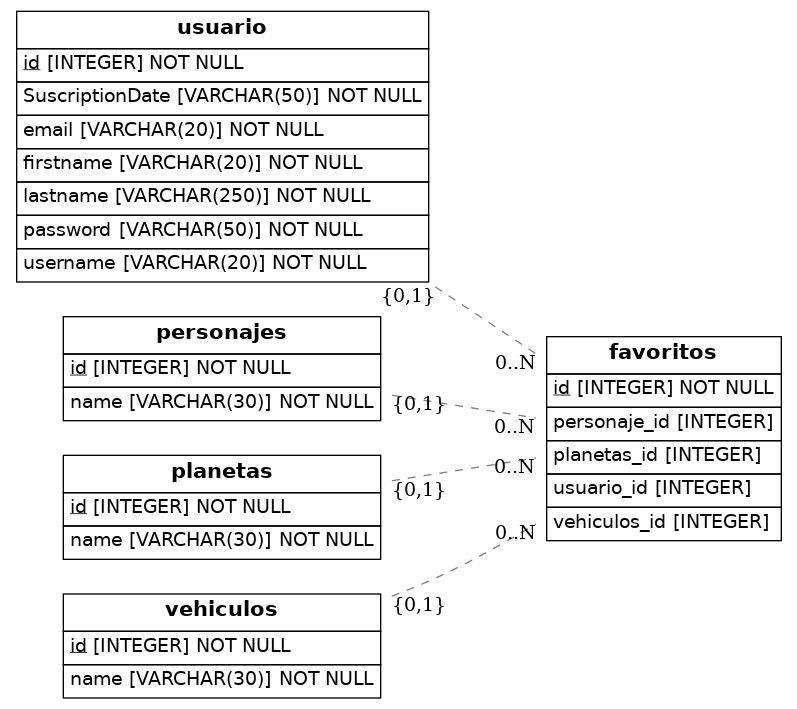 usuario
id [INTEGER] NOT NULL
SuscriptionDate [VARCHAR(50)] NOT NULL
email [VARCHAR(20)] NOT NULL
firstname [VARCHAR(20)] NOT NULL
lastname [VARCHAR(250)] NOT NULL
password [VARCHAR(50)] NOT NULL
username [VARCHAR(20)] NOT NULL
{0,1}
0..N
personajes
id [INTEGER] NOT NULL
name [VARCHAR(30)] NOT NULL
{0,1}
0..N
planetas
id [INTEGER] NOT NULL
name [VARCHAR(30)] NOT NULL
{0,1}
0..N
vehiculos
id [INTEGER] NOT NULL
name [VARCHAR(30)] NOT NULL
{0,1}
0..N
favoritos
id [INTEGER] NOT NULL
personaje_id [INTEGER]
planetas_id [INTEGER]
usuario_id [INTEGER]
vehiculos_id [INTEGER]